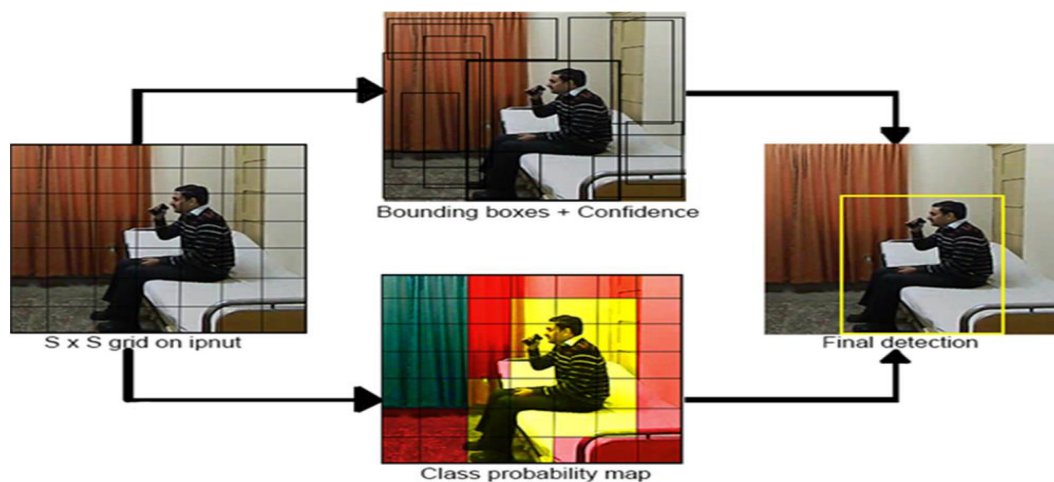 Bounding boxes + Confidence
S x S grid on ipnut
Final detection
Class probability map